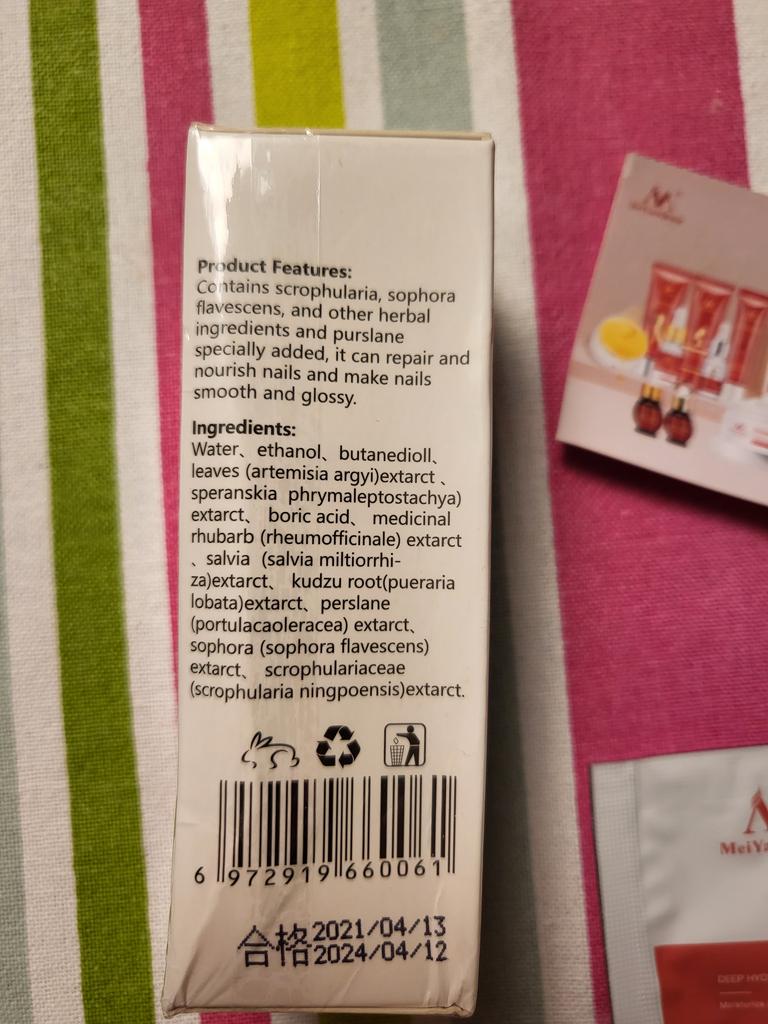 Product Features:
Contains scrophularia, sophora
flavescens, and other herbal
ingredients and purslane
specially added, it can repair and
nourish nails and make nails
smooth and glossy.
Ingredients:
Water、 ethanol、 butanedioll、
leaves (artemisia argyi)extarct 、
speranskia phrymaleptostachya)
extarct、 boric acid、 medicinal
rhubarb (rheumofficinale) extarct
、salvia (salvia miltiorrhi-
za)extarct、 kudzu root(pueraria
lobata)extarct、perslane
(portulacaoleracea) extarct、
sophora (sophora flavescens)
extarct、 scrophulariaceae
(scrophularia ningpoensis)extarct.
6 972919 660061
合格 2021/04/13
2024/04/12
MeiYa
DEEP HYD
Moisturize